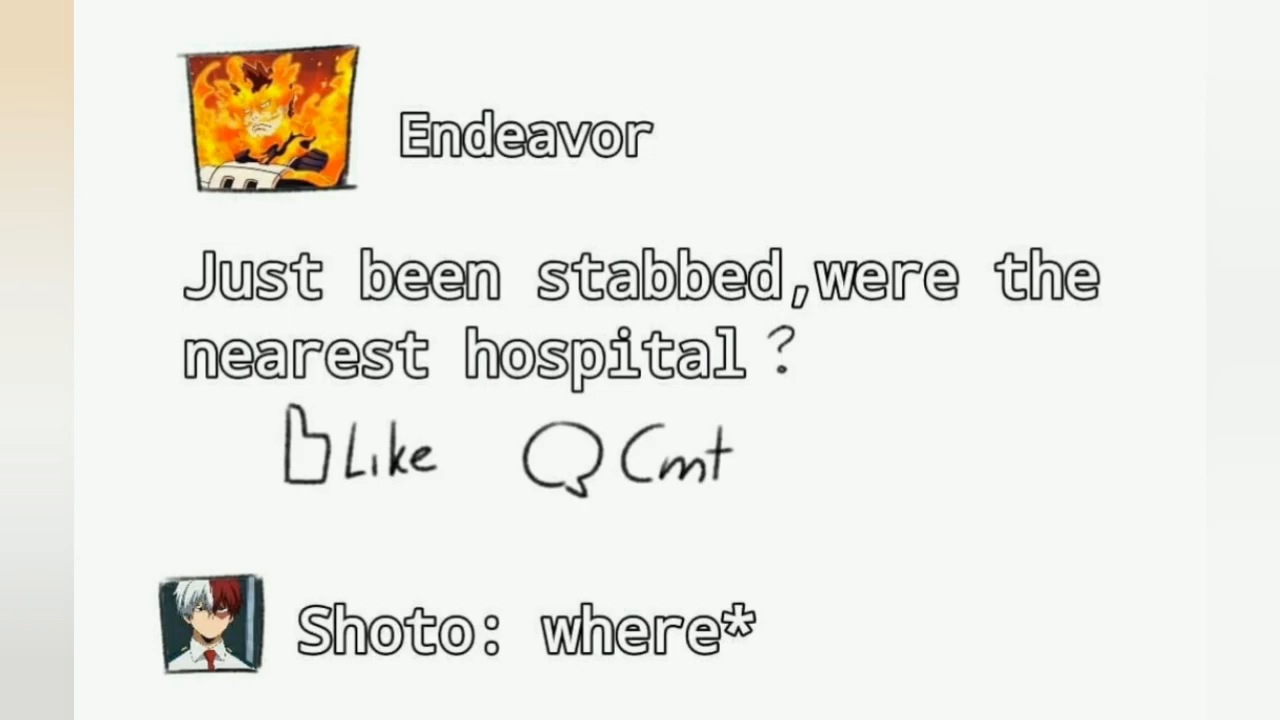 Endeavor
Just been stabbed,were the
nearest hospital?
Like Cmt
Shoto: where*